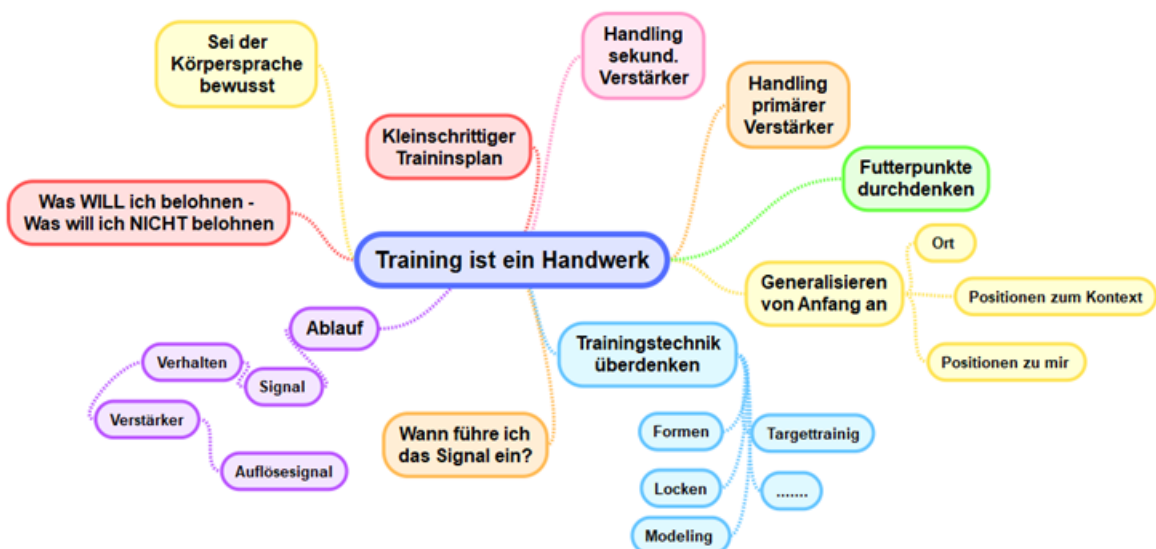 Sei der
Körpersprache
bewusst
Handling
sekund.
Verstärker
Handling
primärer
Verstärker
Kleinschrittiger
Traininsplan
Futterpunkte
durchdenken
Was WILL ich belohnen -
Was will ich NICHT belohnen
Training ist ein Handwerk
Ort
Generalisieren
von Anfang an
Positionen zum Kontext
Positionen zu mir
Ablauf
Signal
Verhalten
Verstärker
Auflösesignal
Trainingstechnik
überdenken
Wann führe ich
das Signal ein?
Formen
Targettrainig
Locken
.......
Modeling